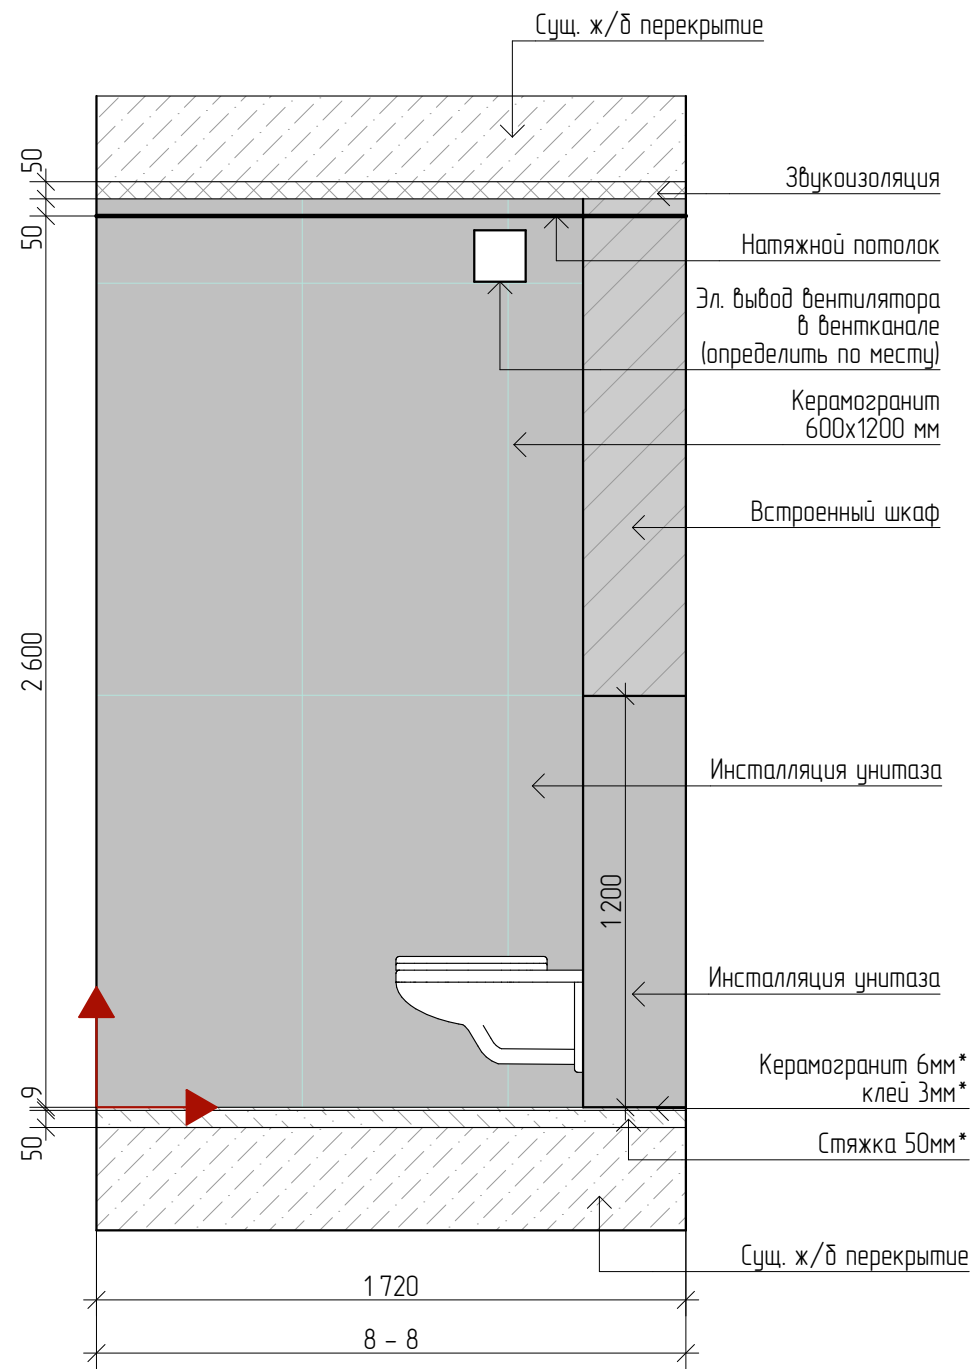 Сущ. ж/б перекрытие
50
Звукоизоляция
50
Натяжной потолок
Эл. вывод вентилятора
в вентканале
(определить по месту)
Керамогранит
600х1200 мм
Встроенный шкаф
2 600
Инсталляция унитаза
1 200
Инсталляция унитаза
Керамогранит 6мм*
клей 3мм*
9
50
Стяжка 50мм*
Сущ. ж/б перекрытие
1 720
8 – 8